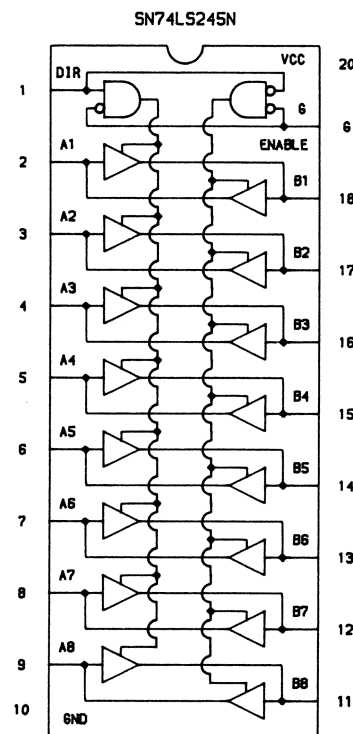 SN74LS245N
VCC 20
1 DIR
G
G
ENABLE
2 A1
B1
18
3 A2
B2
17
4 A3
B3
16
5 A4
B4
15
6 A5
B5
14
7 A6
B6
13
8 A7
B7
12
9 A8
B8
11
10 GND